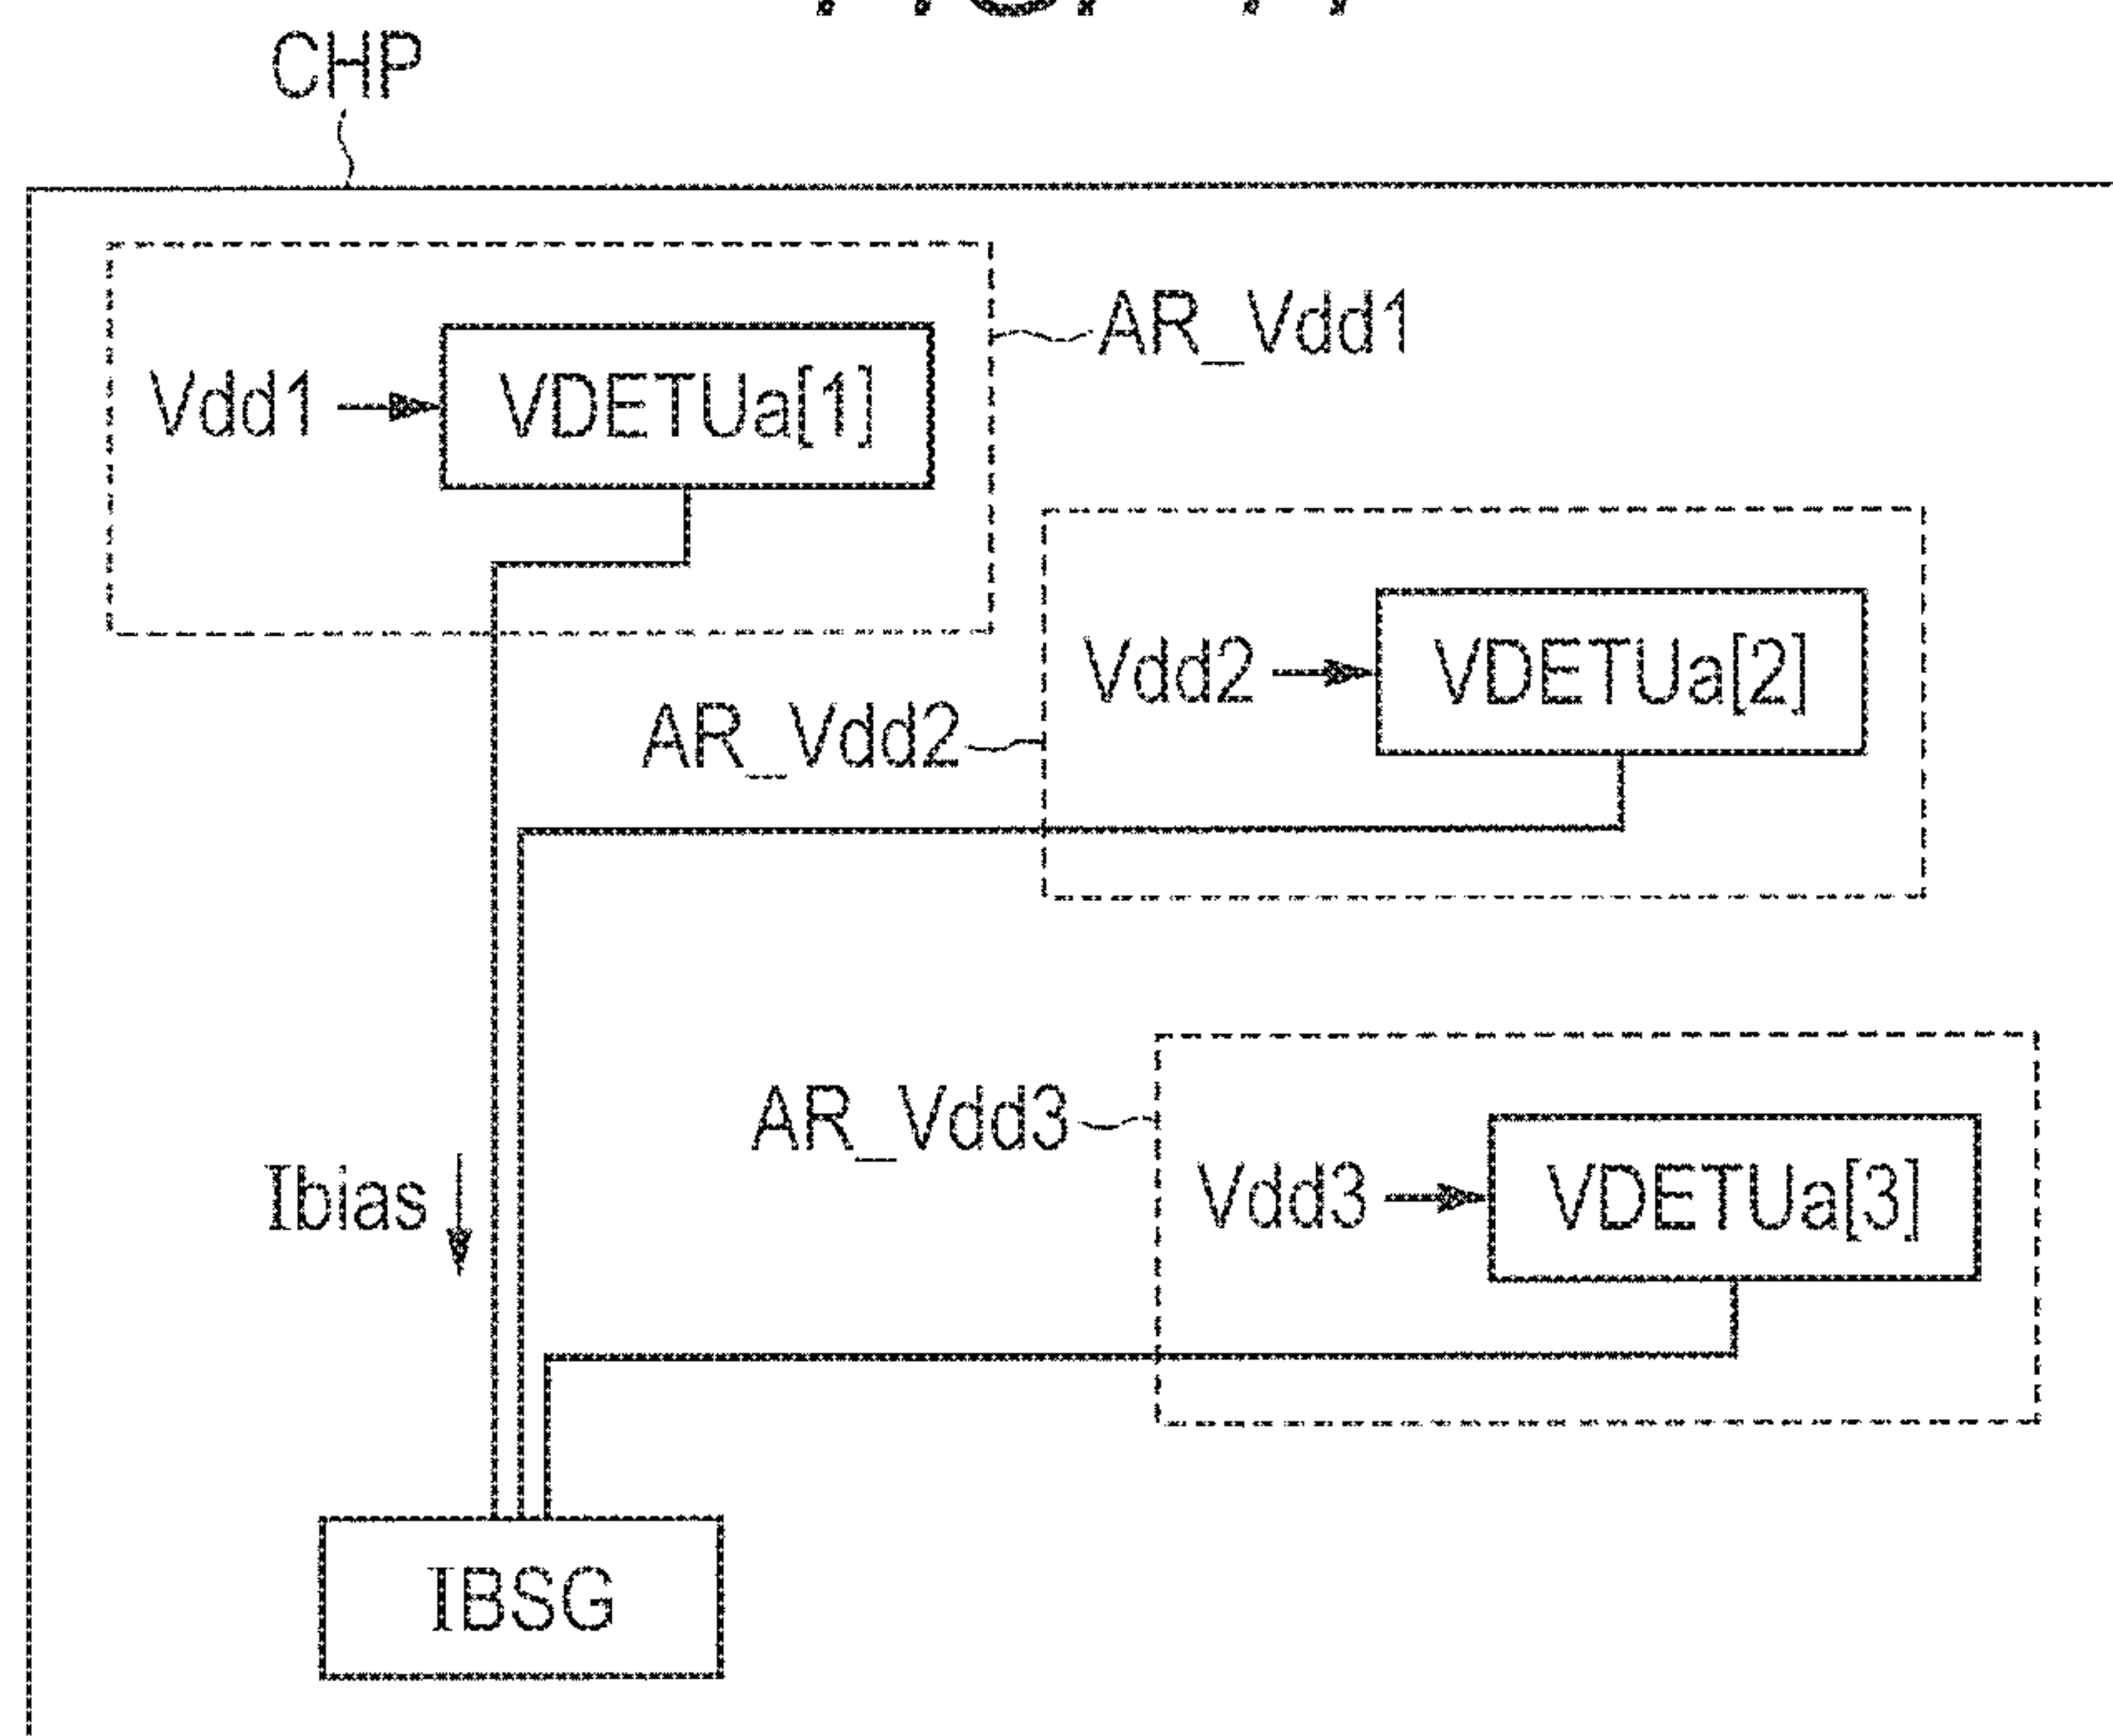 CHP
AR_Vdd1
Vdd1
VDETUa[1]
Vdd2
VDETUa[2]
AR_Vdd2
AR_Vdd3
Vdd3
VDETUa[3]
Ibias
IBSG